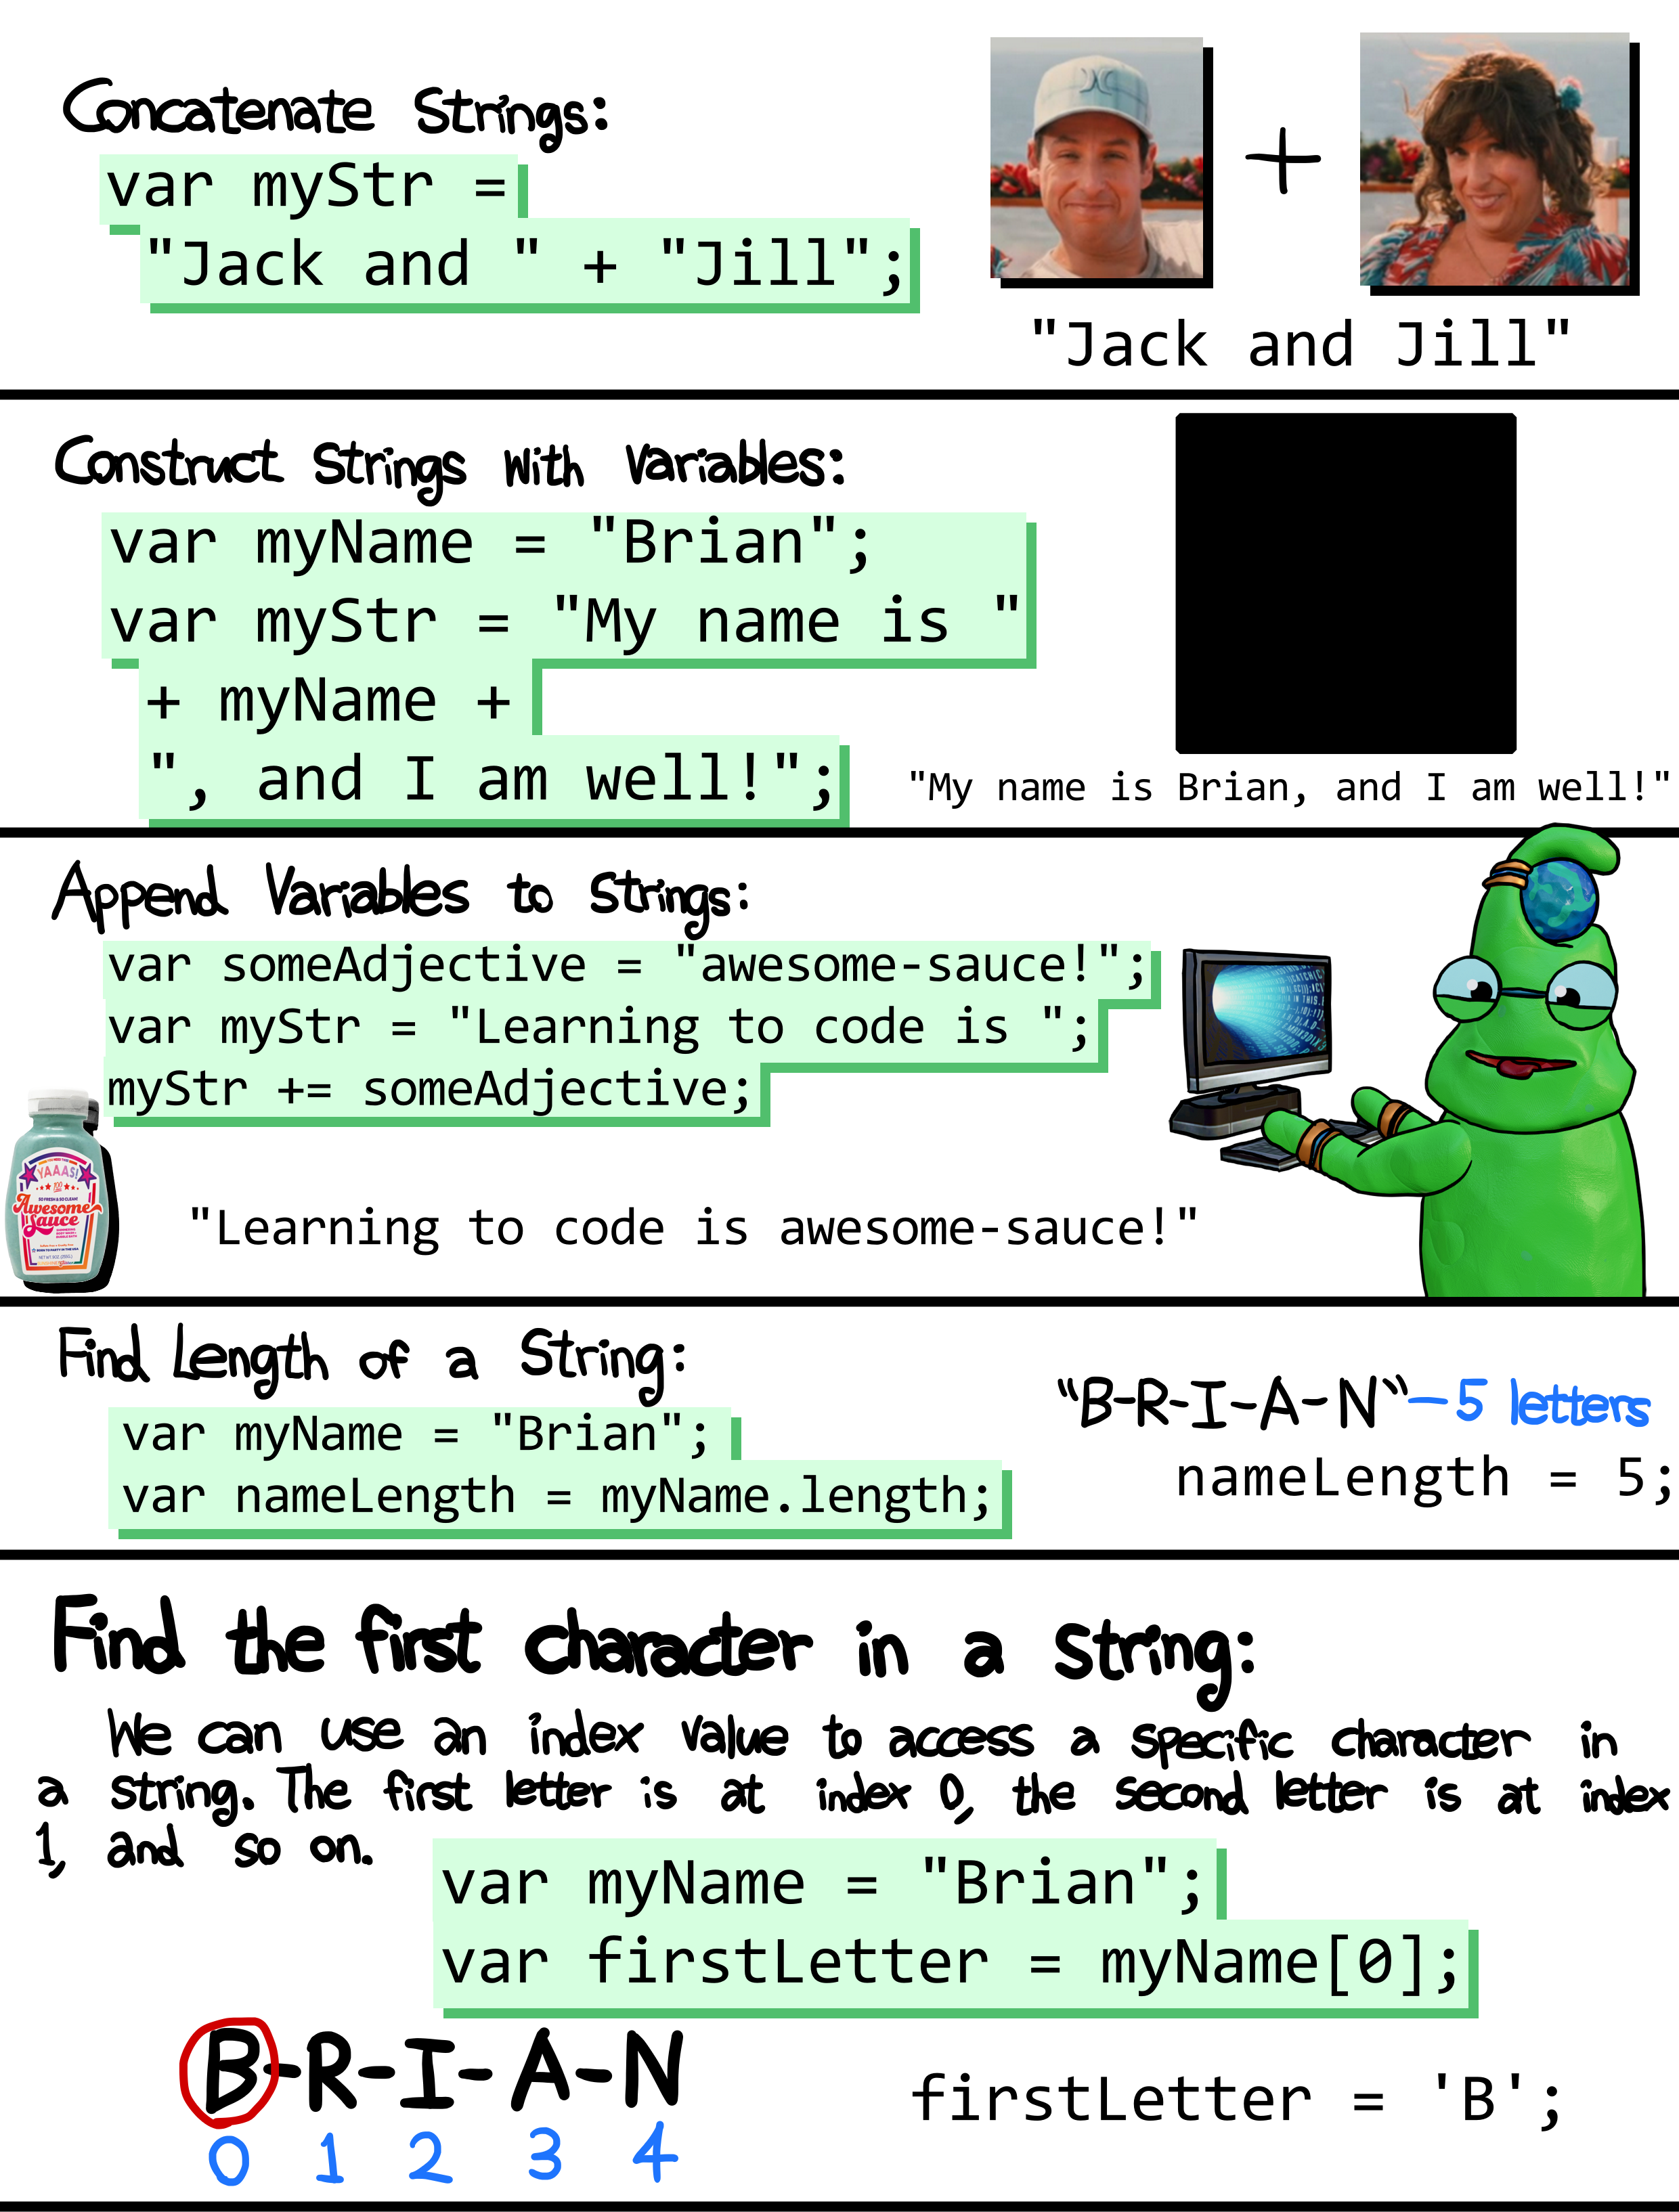 Concatenate Strings:
var myStr =
"Jack and " + "Jill";
+
"Jack and Jill"
Construct Strings With Variables:
var myName = "Brian";
var myStr = "My name is "
+ myName +
", and I am well!";
"My name is Brian, and I am well!"
Append Variables to Strings:
var someAdjective = "awesome-sauce!";
var myStr = "Learning to code is ";
myStr += someAdjective;
YAAAS!
Awesome
Sauce
"Learning to code is awesome-sauce!"
Find Length of a String:
var myName = "Brian";
var nameLength = myName.length;
"B-R-I-A-N"-5 letters
nameLength = 5;
Find the first character in a string:
We can use an index value to access a specific character in
a string. The first letter is at index 0, the second letter is at index
1, and so on.
var myName = "Brian";
var firstLetter = myName[0];
B-R-I-A-N
0 1 2 3 4
firstLetter = 'B';